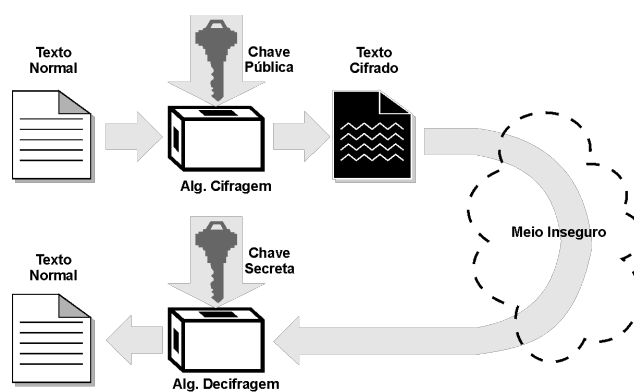 Texto
Normal
Chave
Pública
Texto
Cifrado
Alg. Cifragem
Meio Inseguro
Texto
Normal
Chave
Secreta
Alg. Decifragem